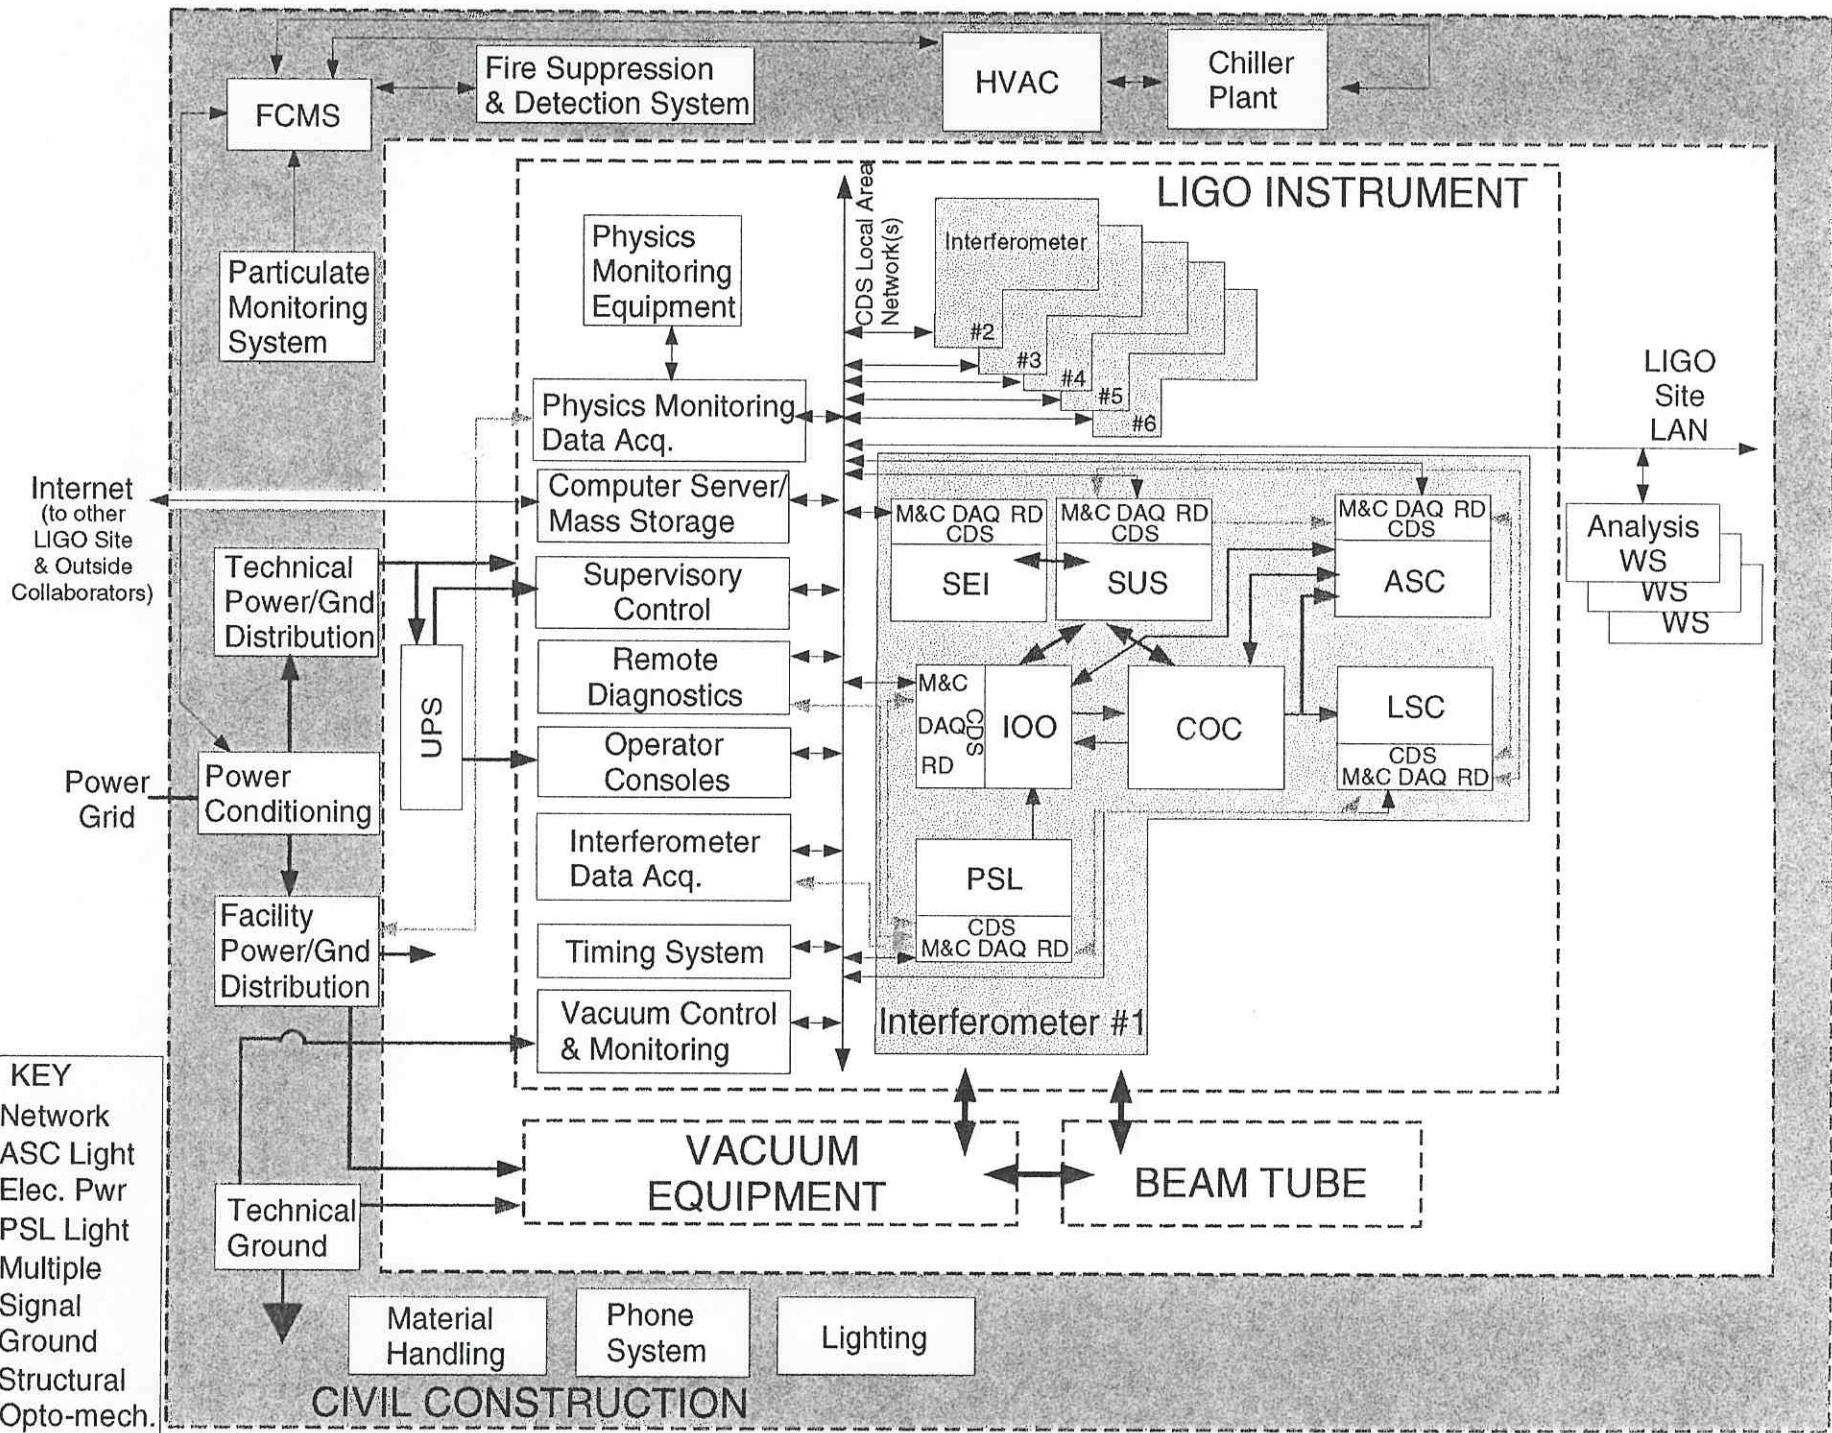 Fire Suppression
& Detection System
FCMS
HVAC
Chiller
Plant
LIGO INSTRUMENT
CDS Local Area
Network(s)
Physics
Monitoring
Equipment
Interferometer
#2
#3
#4
#5
#6
Particulate
Monitoring
System
Physics Monitoring
Data Acq.
LIGO
Site
LAN
Internet
(to other
LIGO Site
& Outside
Collaborators)
Computer Server/
Mass Storage
M&C DAQ RD
CDS
SEI
M&C DAQ RD
CDS
SUS
M&C DAQ RD
CDS
ASC
Analysis
WS
WS
WS
Technical
Power/Gnd
Distribution
Supervisory
Control
UPS
Remote
Diagnostics
M&C
DAQ
RD
CDS
IOO
COC
LSC
CDS
M&C DAQ RD
Power
Grid
Power
Conditioning
Operator
Consoles
Interferometer
Data Acq.
PSL
CDS
M&C DAQ RD
Facility
Power/Gnd
Distribution
Timing System
Vacuum Control
& Monitoring
Interferometer #1
KEY
Network
ASC Light
Elec. Pwr
PSL Light
Multiple
Signal
Ground
Structural
Opto-mech.
VACUUM
EQUIPMENT
BEAM TUBE
Technical
Ground
Material
Handling
Phone
System
Lighting
CIVIL CONSTRUCTION